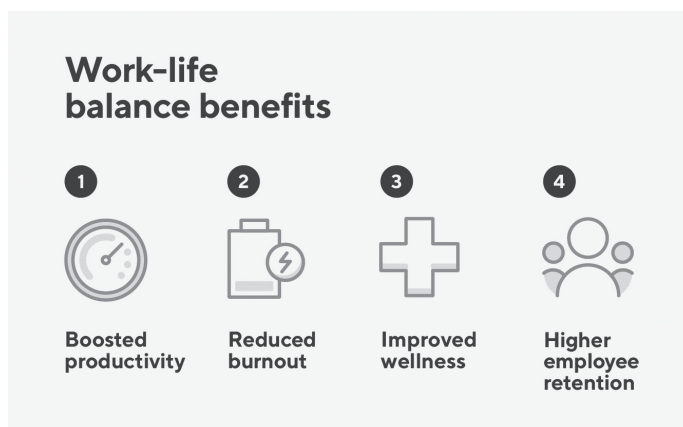 Work-life
balance benefits
1
2
3
4
Boosted
productivity
Reduced
burnout
Improved
wellness
Higher
employee
retention